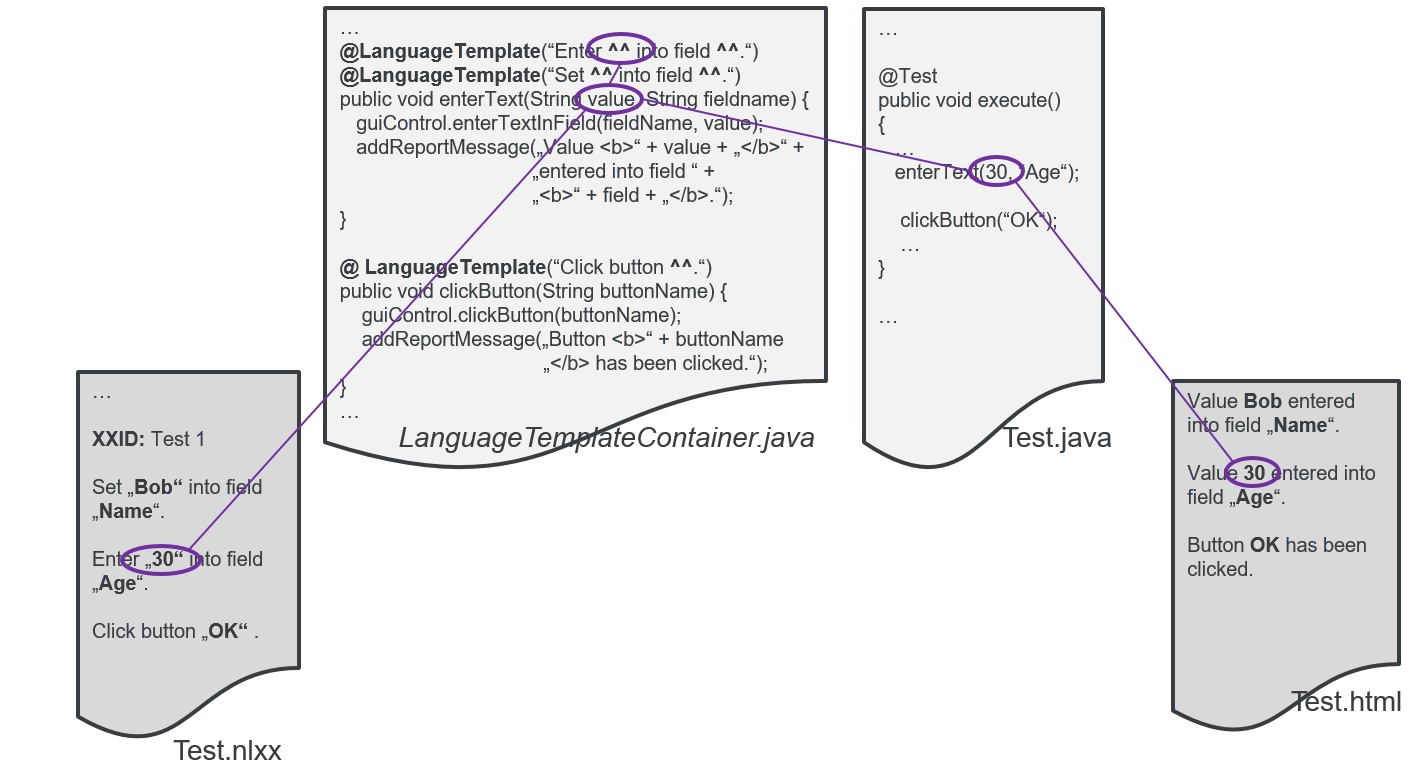 …
@LanguageTemplate(“Enter ^^ into field ^^.“)
@LanguageTemplate(“Set ^^ into field ^^.“)
public void enterText(String value, String fieldname) {
guiControl.enterTextInField(fieldName, value);
addReportMessage(„Value <b>“ + value + „</b>“ +
„entered into field “ +
„<b>“ + field + „</b>.“);
}
@ LanguageTemplate(“Click button ^^.“)
public void clickButton(String buttonName) {
guiControl.clickButton(buttonName);
addReportMessage(„Button <b>“ + buttonName
„</b> has been clicked.“);
}
…
LanguageTemplateContainer.java
…
@Test
public void execute()
{
…
enterText(30, “Age“);
clickButton(“OK“);
…
}
…
Test.java
…
XXID: Test 1
Set „Bob“ into field
„Name“.
Enter „30“ into field
„Age“.
Click button „OK“ .
Test.nlxx
Value Bob entered
into field „Name“.
Value 30 entered into
field „Age“.
Button OK has been
clicked.
Test.html